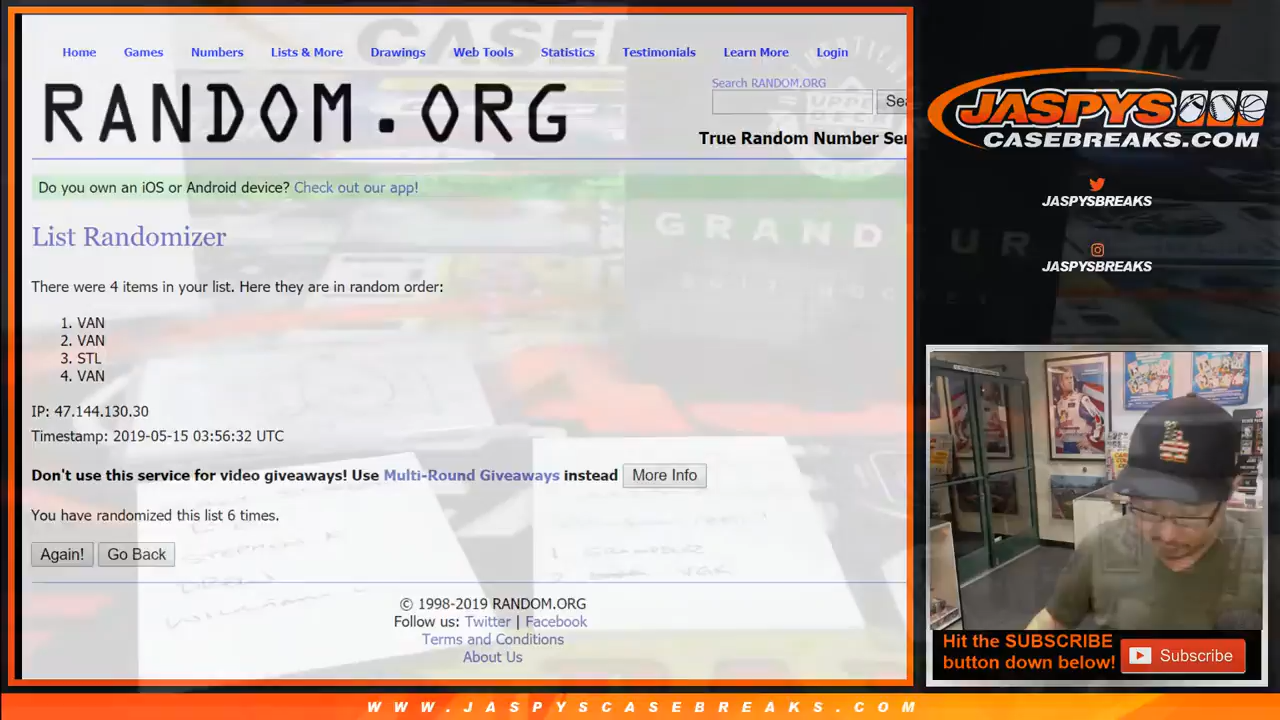 Home Games Numbers Lists & More Drawings Web Tools Statistics Testimonials Learn More Login
RANDOM.ORG
Search RANDOM.ORG
Sea
True Random Number Ser
Do you own an iOS or Android device? Check out our app!
List Randomizer
There were 4 items in your list. Here they are in random order:
1. VAN
2. VAN
3. STL
4. VAN
IP: 47.144.130.30
Timestamp: 2019-05-15 03:56:32 UTC
Don't use this service for video giveaways! Use Multi-Round Giveaways instead More Info
You have randomized this list 6 times.
Again! Go Back
© 1998-2019 RANDOM.ORG
Follow us: Twitter | Facebook
Terms and Conditions
About Us
GRANDEUR
JASPYS
CASEBREAKS.COM
JASPYSBREAKS
JASPYSBREAKS
Hit the SUBSCRIBE
button down below!
Subscribe
WWW.JASPYSCASEBREAKS.COM